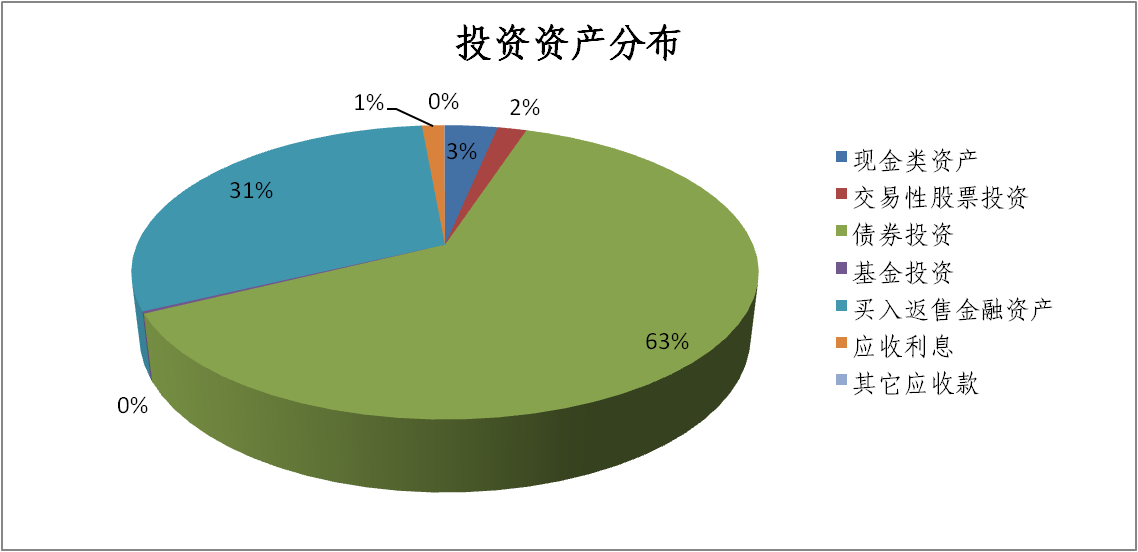 投资资产分布
1%
0%
2%
3%
31%
63%
0%
现金类资产
交易性股票投资
债券投资
基金投资
买入返售金融资产
应收利息
其它应收款